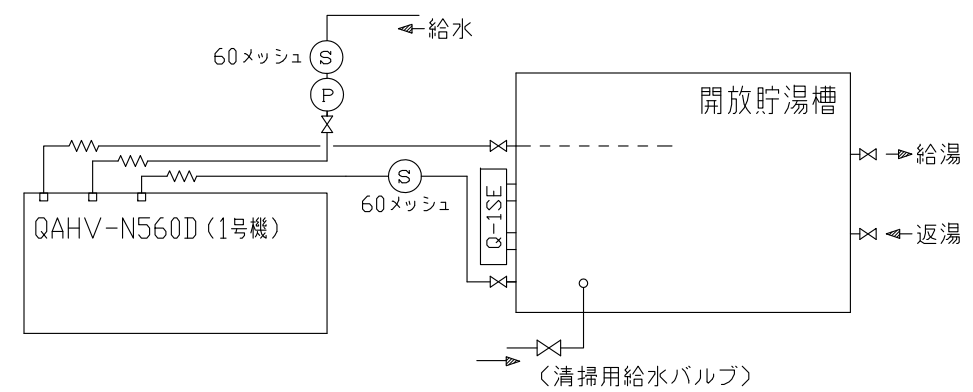 給水
60メッシュ
S
P
開放貯湯槽
給湯
S
60メッシュ
Q-1SE
QAHV-N560D(1号機)
返湯
(清掃用給水バルブ)